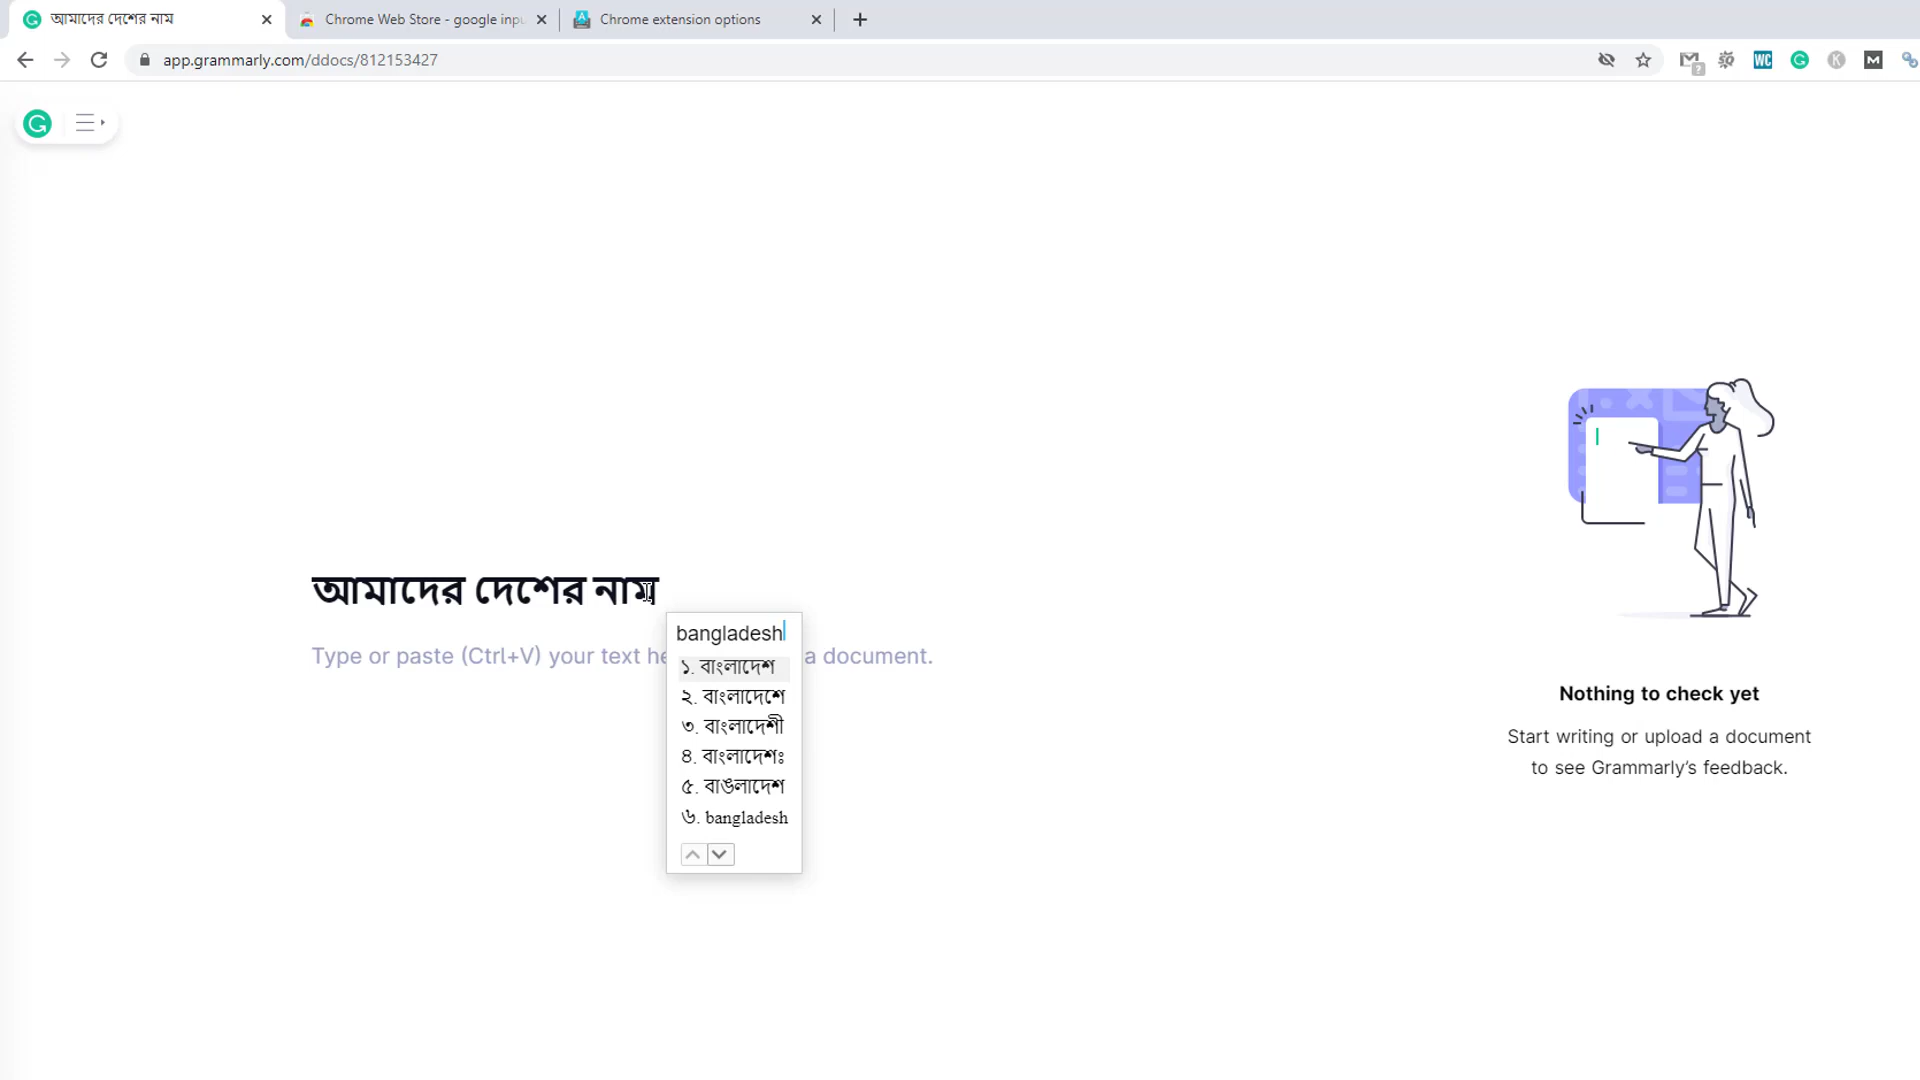 আমাদের দেশের নাম
Chrome Web Store - google inpu
Chrome extension options
app.grammarly.com/ddocs/812153427
WC
আমাদের দেশের নাম
bangladesh
Type or paste (Ctrl+V) your text he a document.
১. বাংলাদেশ
২. বাংলাদেশে
৩. বাংলাদেশী
৪. বাংলাদেশঃ
৫. বাঙলাদেশ
৬. bangladesh
Nothing to check yet
Start writing or upload a document
to see Grammarly's feedback.